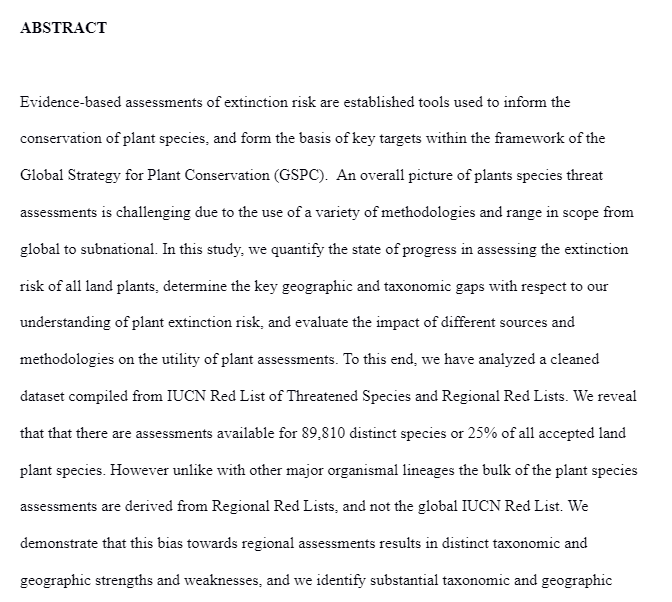 ABSTRACT
Evidence-based assessments of extinction risk are established tools used to inform the
conservation of plant species, and form the basis of key targets within the framework of the
Global Strategy for Plant Conservation (GSPC).  An overall picture of plants species threat
assessments is challenging due to the use of a variety of methodologies and range in scope from
global to subnational. In this study, we quantify the state of progress in assessing the extinction
risk of all land plants, determine the key geographic and taxonomic gaps with respect to our
understanding of plant extinction risk, and evaluate the impact of different sources and
methodologies on the utility of plant assessments. To this end, we have analyzed a cleaned
dataset compiled from IUCN Red List of Threatened Species and Regional Red Lists. We reveal
that that there are assessments available for 89,810 distinct species or 25% of all accepted land
plant species. However unlike with other major organismal lineages the bulk of the plant species
assessments are derived from Regional Red Lists, and not the global IUCN Red List. We
demonstrate that this bias towards regional assessments results in distinct taxonomic and
geographic strengths and weaknesses, and we identify substantial taxonomic and geographic